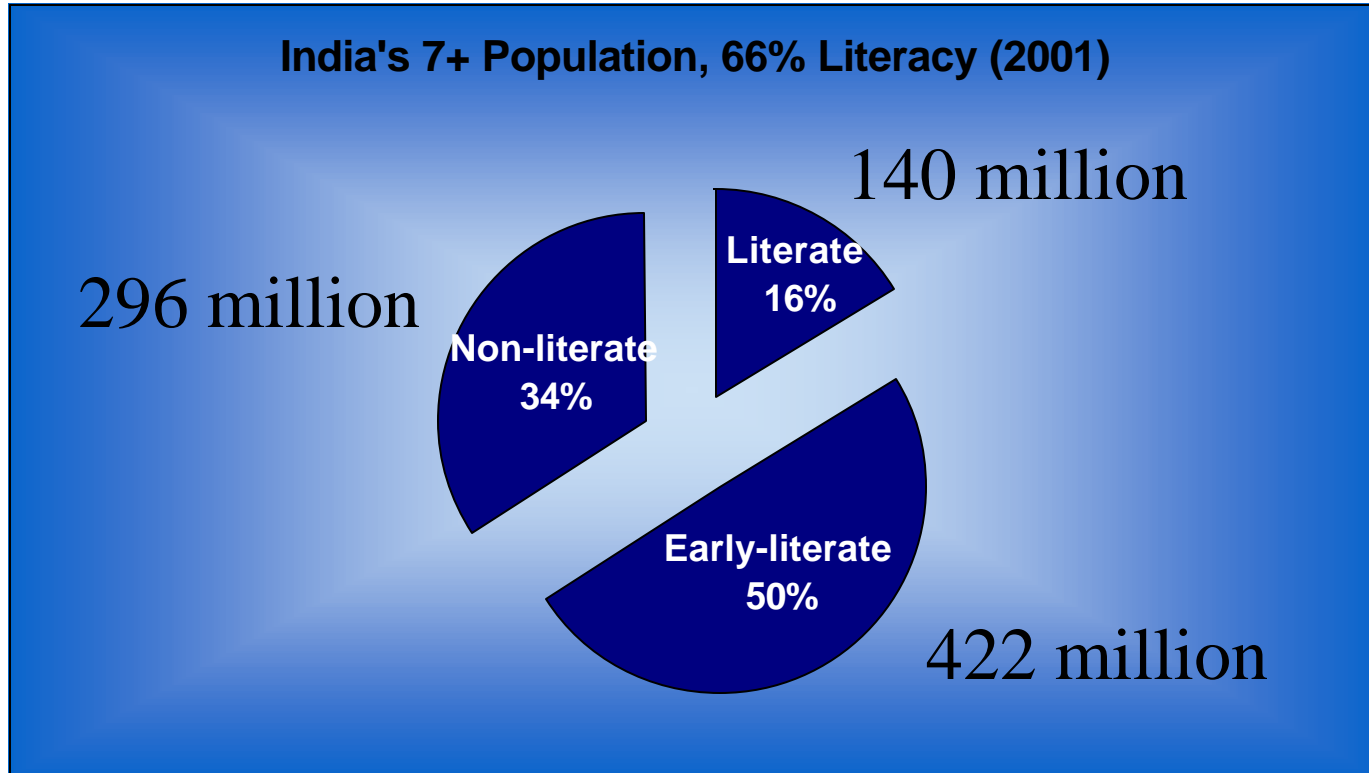 India's 7+ Population, 66% Literacy (2001)
140 million
Literate
16%
296 million
Non-literate
34%
Early-literate
50%
422 million